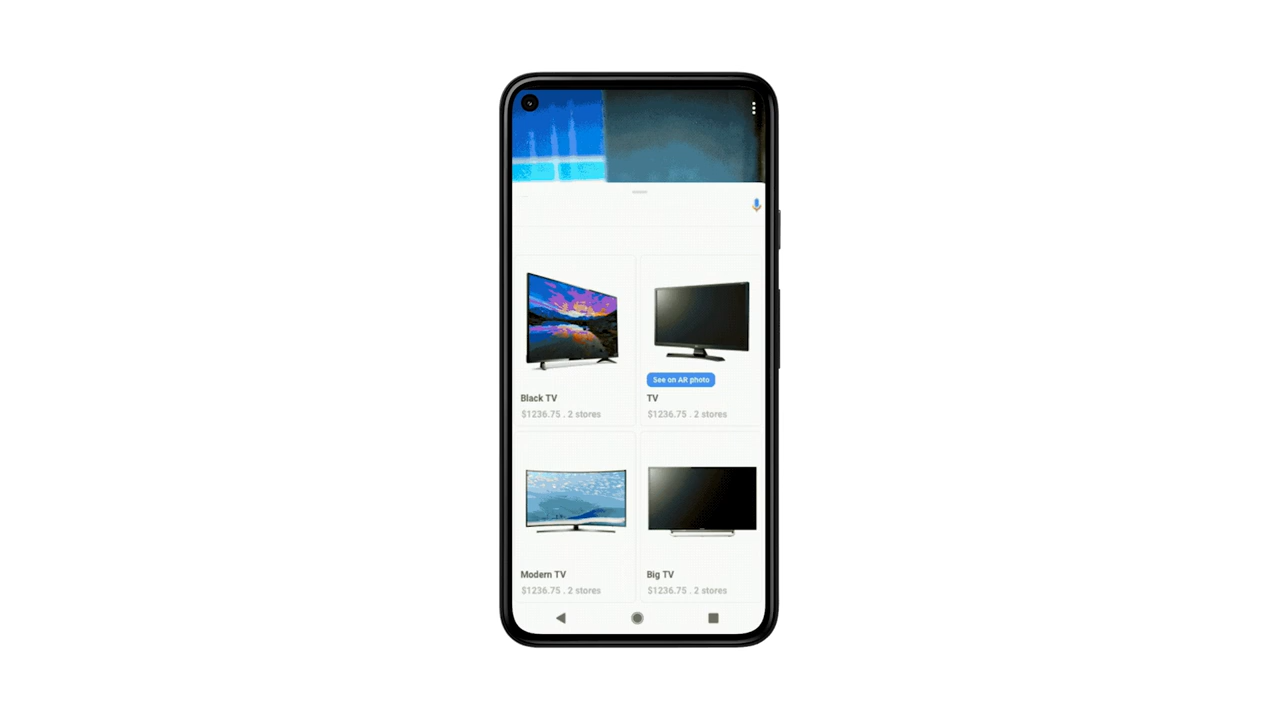 See on AR photo
Black TV
TV
$1236.75 . 2 stores
$1236.75 . 2 stores
Modern TV
Big TV
$1236.75 . 2 stores
$1236.75 . 2 stores